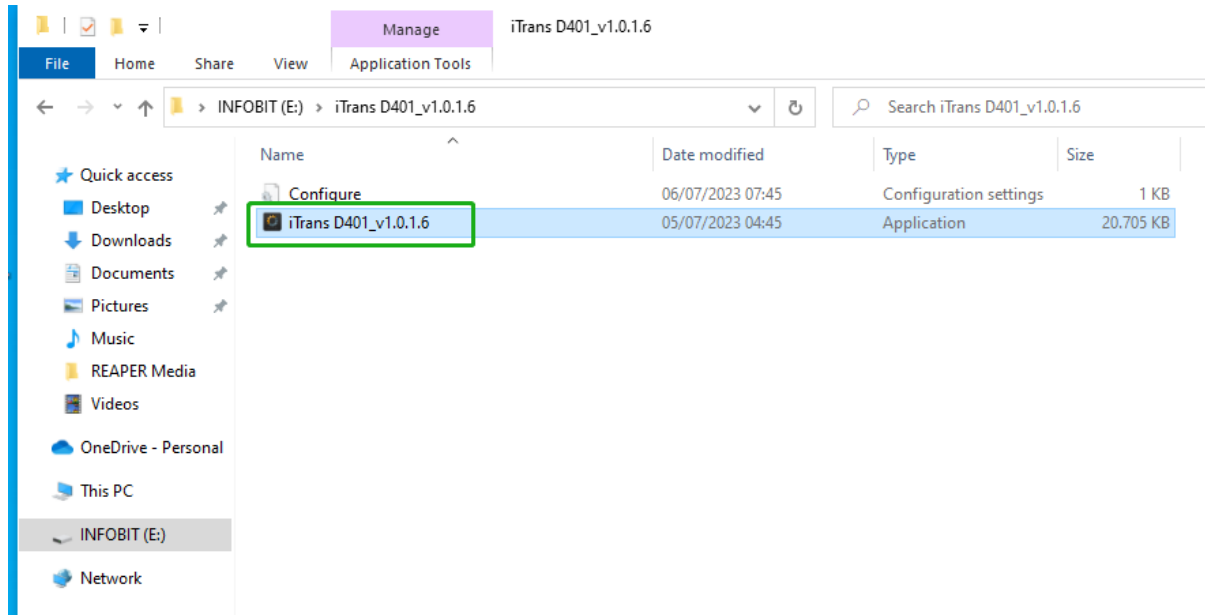 Manage
iTrans D401_v1.0.1.6
File
Home
Share
View
Application Tools
INFOBIT (E:) › iTrans D401_v1.0.1.6
Search iTrans D401_v1.0.1.6
Name
Date modified
Type
Size
Quick access
Configure
06/07/2023 07:45
Configuration settings
1 KB
Desktop
iTrans D401_v1.0.1.6
05/07/2023 04:45
Application
20.705 KB
Downloads
Documents
Pictures
Music
REAPER Media
Videos
OneDrive - Personal
This PC
INFOBIT (E:)
Network